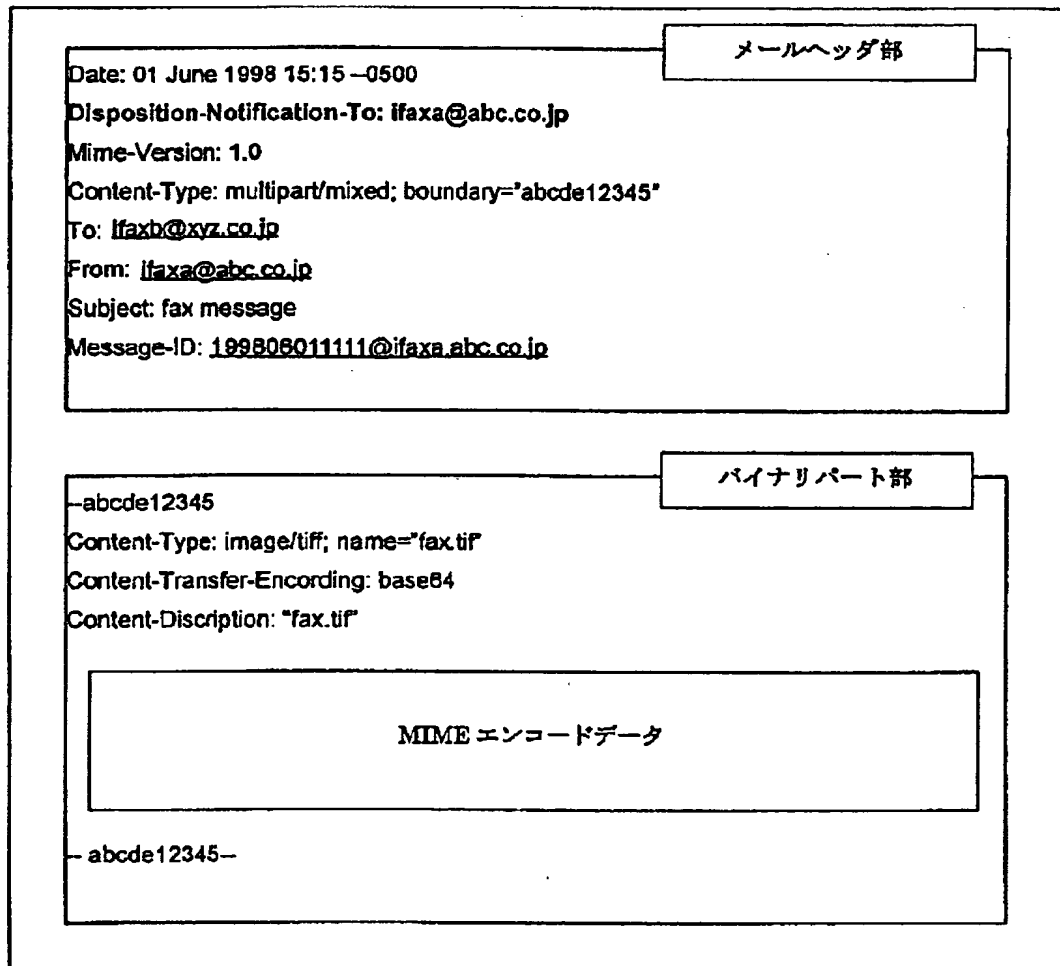 メールヘッダ部
Date: 01 June 1998 15:15 –0500
Disposition-Notification-To: ifaxa@abc.co.jp
Mime-Version: 1.0
Content-Type: multipart/mixed; boundary="abcde12345"
To: ifaxb@xyz.co.jp
From: ifaxa@abc.co.jp
Subject: fax message
Message-ID: 199806011111@ifaxa.abc.co.jp
バイナリパート部
–abcde12345
Content-Type: image/tiff; name="fax.tif"
Content-Transfer-Encording: base64
Content-Discription: "fax.tif"
MIME エンコードデータ
– abcde12345–